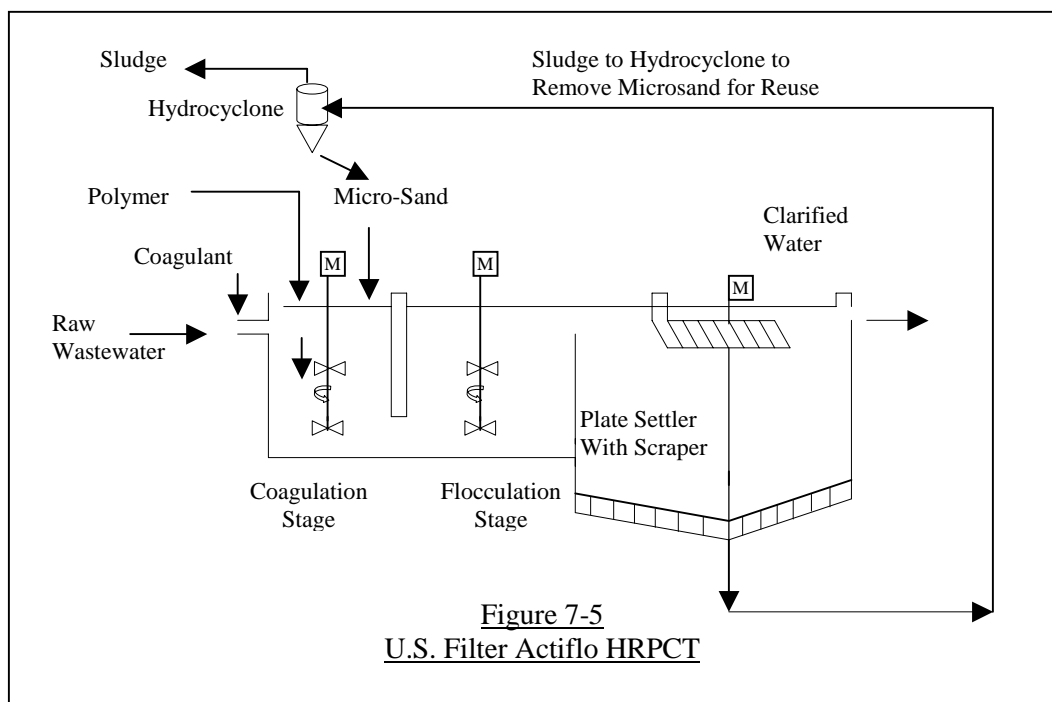 Sludge
Sludge to Hydrocyclone to
Remove Microsand for Reuse
Hydrocyclone
Polymer
Micro-Sand
Clarified
Water
Coagulant
M
M
M
Raw
Wastewater
Plate Settler
With Scraper
Coagulation
Stage
Flocculation
Stage
Figure 7-5
U.S. Filter Actiflo HRPCT